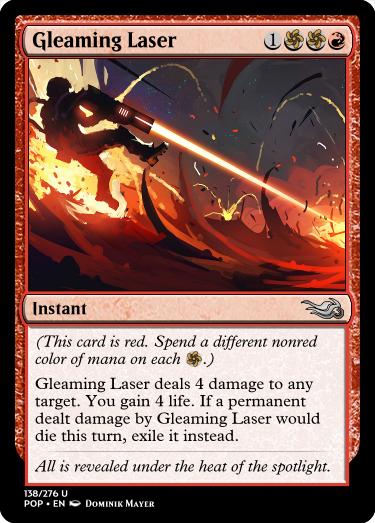 Gleaming Laser 1
Instant
(This card is red. Spend a different nonred
color of mana on each .)
Gleaming Laser deals 4 damage to any
target. You gain 4 life. If a permanent
dealt damage by Gleaming Laser would
die this turn, exile it instead.
All is revealed under the heat of the spotlight.
138/276 U
POP • EN Dominik Mayer